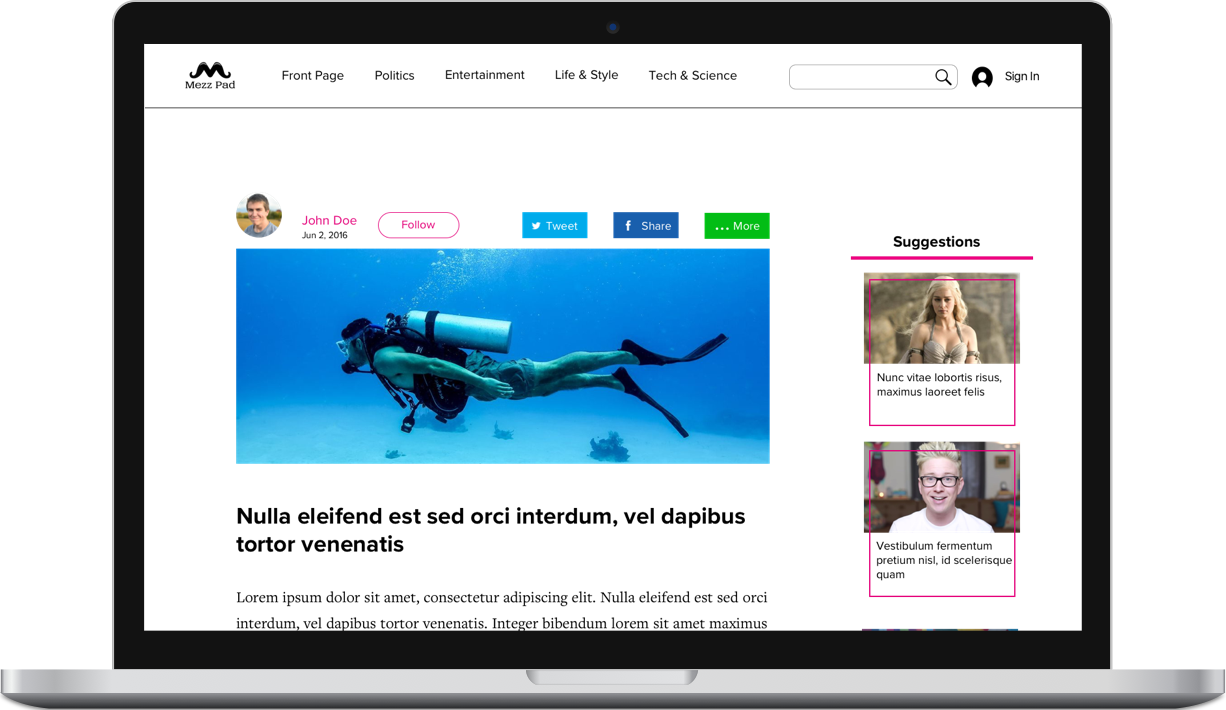 Mezz Pad
Front Page
Politics
Entertainment
Life & Style
Tech & Science
Sign In
John Doe
Jun 2, 2016
Follow
Tweet
Share
... More
Nulla eleifend est sed orci interdum, vel dapibus
tortor venenatis
Lorem ipsum dolor sit amet, consectetur adipiscing elit. Nulla eleifend est sed orci
interdum, vel dapibus tortor venenatis. Integer bibendum lorem sit amet maximus
Suggestions
Nunc vitae lobortis risus,
maximus laoreet felis
Vestibulum fermentum
pretium nisl, id scelerisque
quam